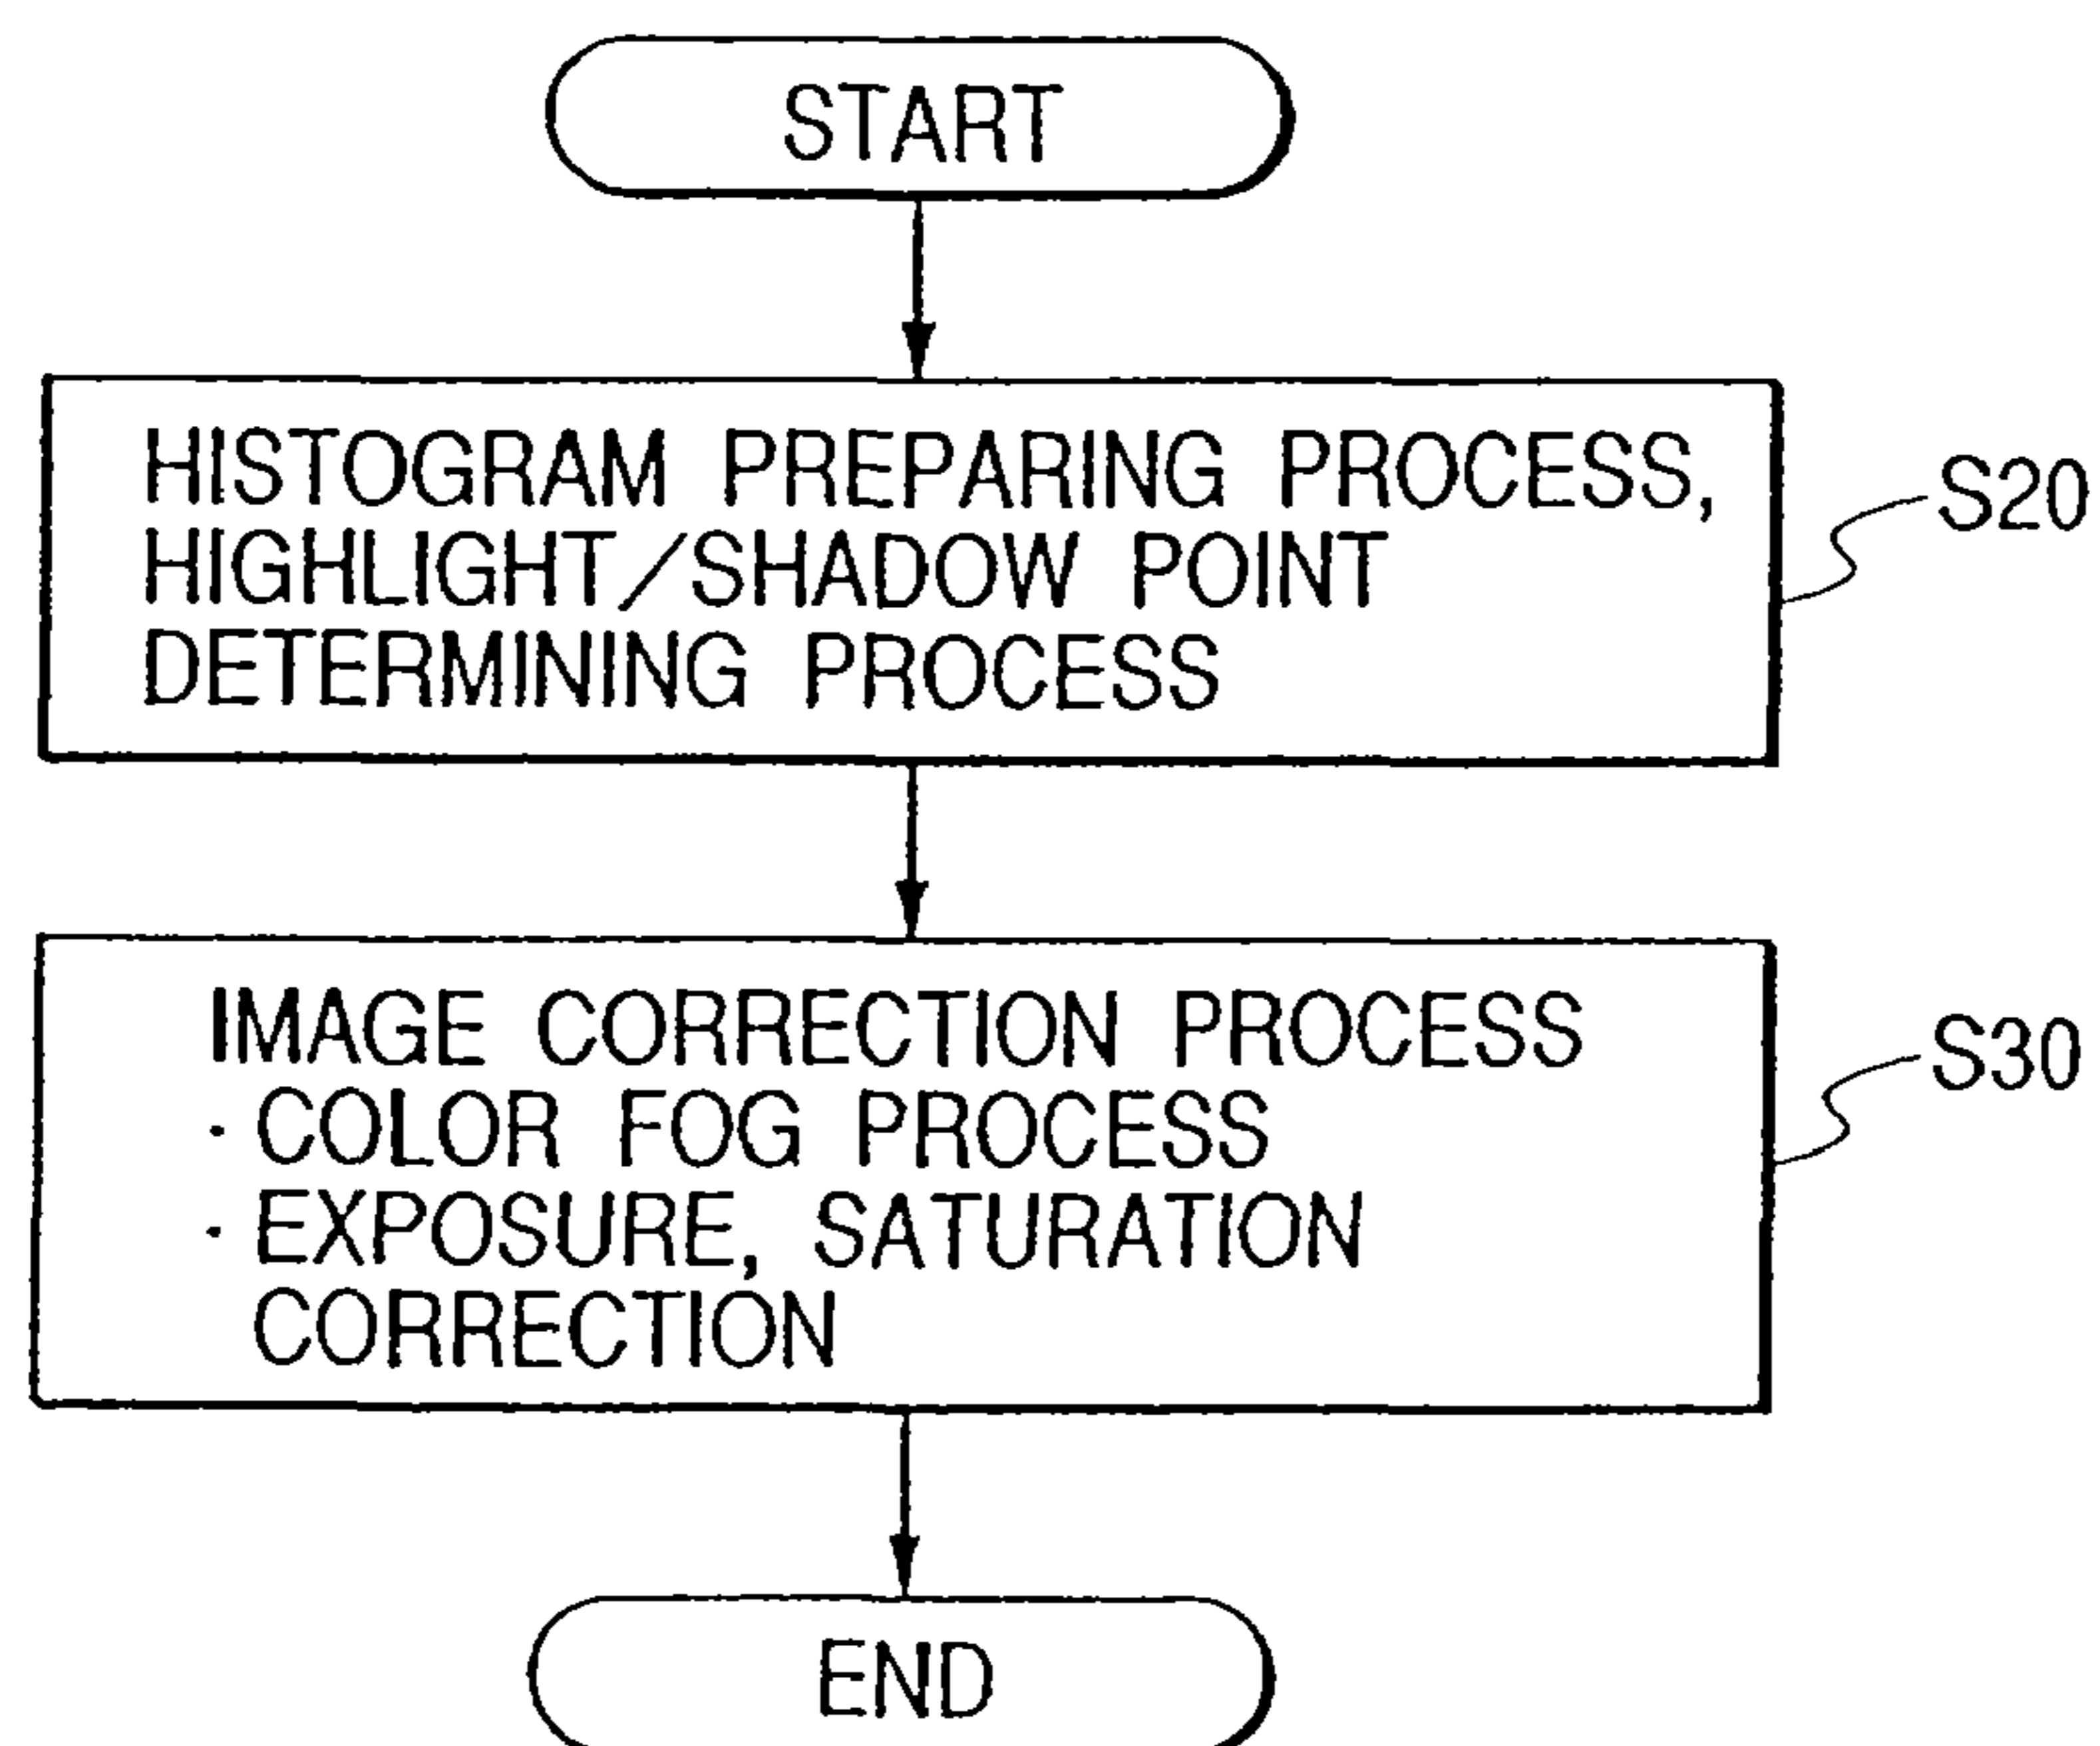 START
HISTOGRAM PREPARING PROCESS,
HIGHLIGHT/SHADOW POINT
DETERMINING PROCESS
S20
IMAGE CORRECTION PROCESS
· COLOR FOG PROCESS
· EXPOSURE, SATURATION
CORRECTION
S30
END